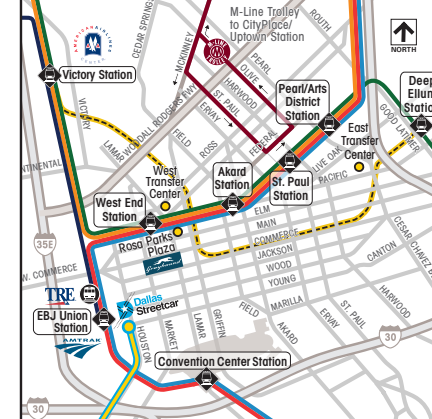 M-Line Trolley
to CityPlace/
Uptown Station
NORTH
AMERICAN AIRLINES
CENTER
CEDAR SPRINGS
MCKINNEY
ROUTH
PEARL
OLIVE
HARWOOD
ST. PAUL
ERVAY
WOODALL RODGERS FWY
FIELD
ROSS
FEDERAL
LIVE OAK
PACIFIC
Victory Station
VICTORY
LAMAR
Pearl/Arts
District
Station
Deep
Ellum
Station
GOOD LATIMER
East
Transfer
Center
CONTINENTAL
West
Transfer
Center
Akard
Station
St. Paul
Station
West End
Station
Rosa Parks
Plaza
Greyhound
ELM
MAIN
COMMERCE
JACKSON
WOOD
YOUNG
MARILLA
CESAR CHAVEZ B
CANTON
HARWOOD
ST. PAUL
ERVAY
AKARD
FIELD
GRIFFIN
LAMAR
MARKET
HOUSTON
35E
W. COMMERCE
TRE
Dallas
Streetcar
EBJ Union
Station
AMTRAK
Convention Center Station
30
30